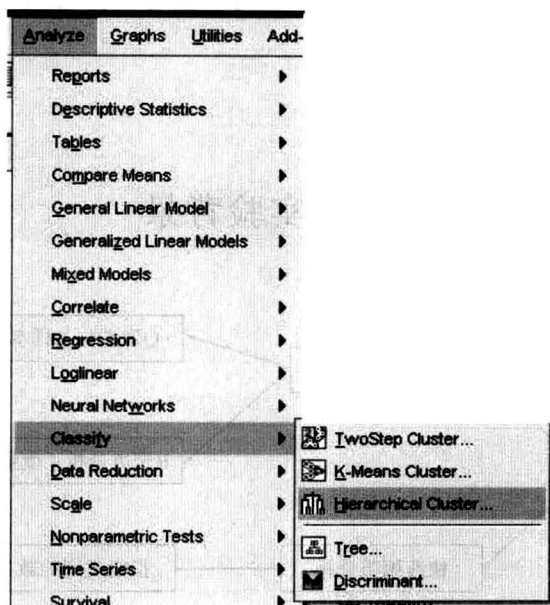 Analyze Graphs Utilities Add-
Reports
Descriptive Statistics
Tables
Compare Means
General Linear Model
Generalized Linear Models
Mixed Models
Correlate
Regression
Loglinear
Neural Networks
Classify
Data Reduction
Scale
Nonparametric Tests
Time Series
Survival
TwoStep Cluster...
K-Means Cluster...
Hierarchical Cluster...
Tree...
Discriminant...